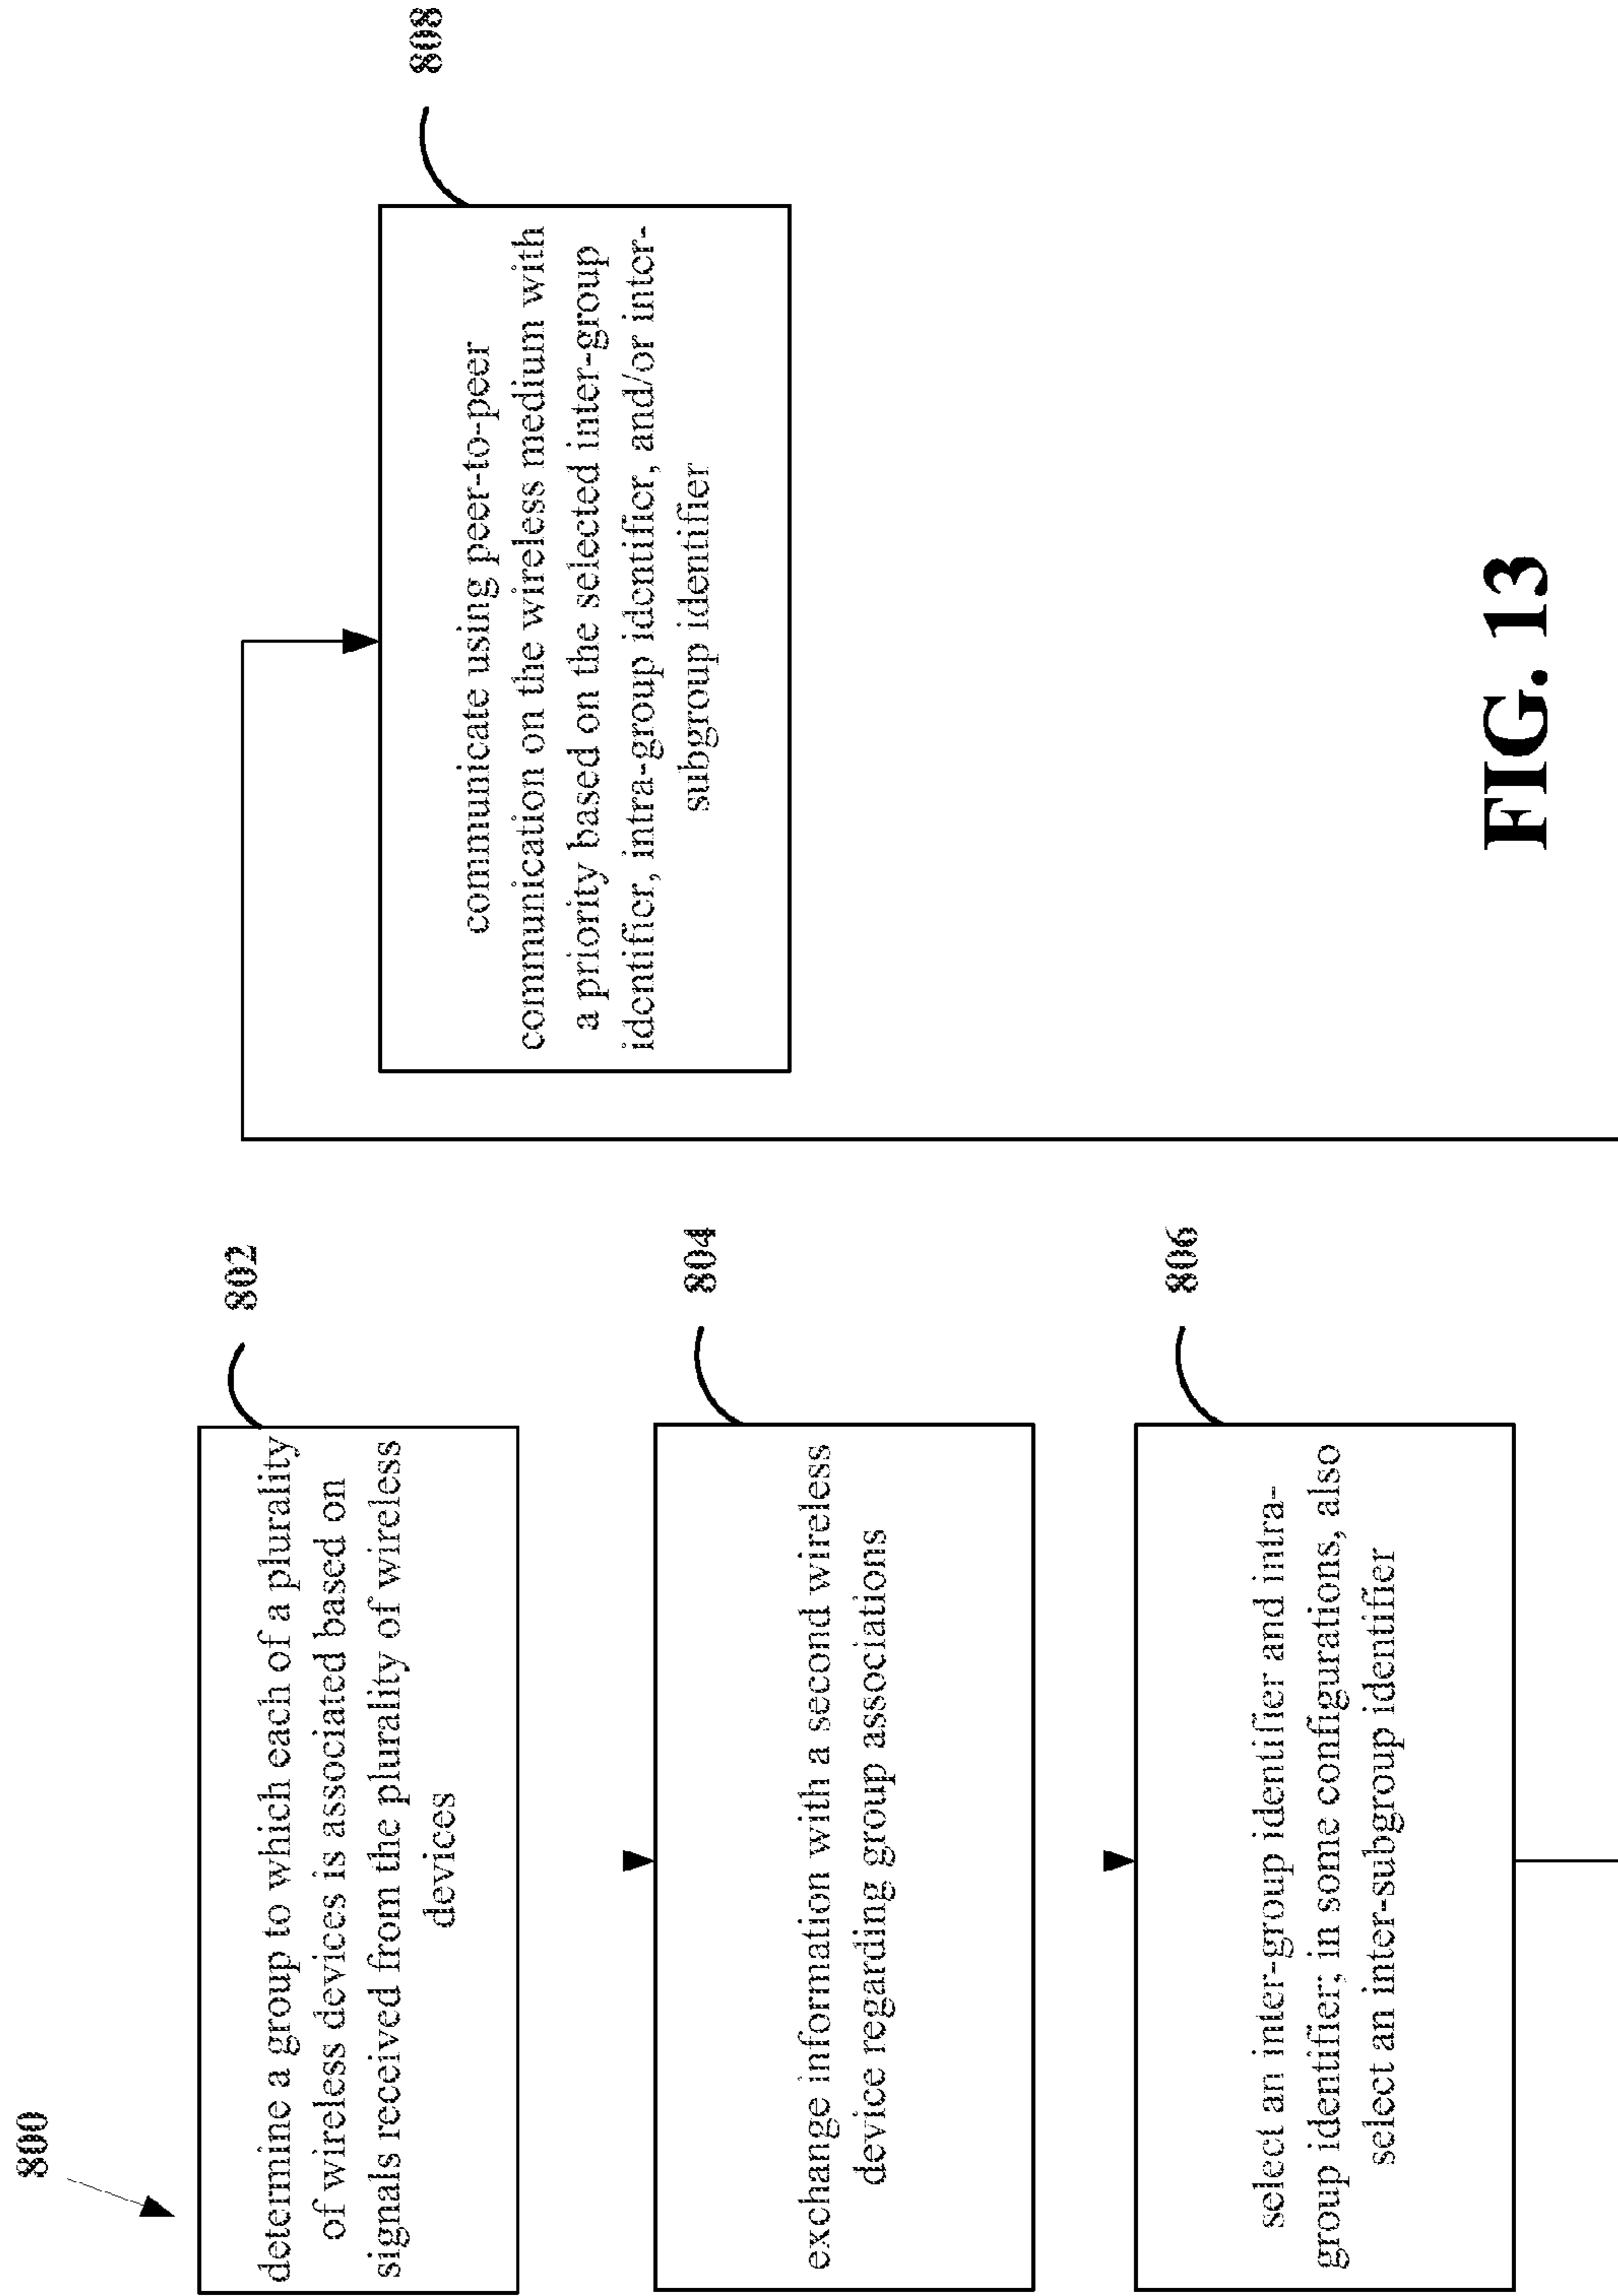 800
802
determine a group to which each of a plurality
of wireless devices is associated based on
signals received from the plurality of wireless
devices
804
exchange information with a second wireless
device regarding group associations
806
select an inter-group identifier and intra-
group identifier; in some configurations, also
select an inter-subgroup identifier
808
communicate using peer-to-peer
communication on the wireless medium with
a priority based on the selected inter-group
identifier, intra-group identifier, and/or inter-
subgroup identifier
FIG. 13